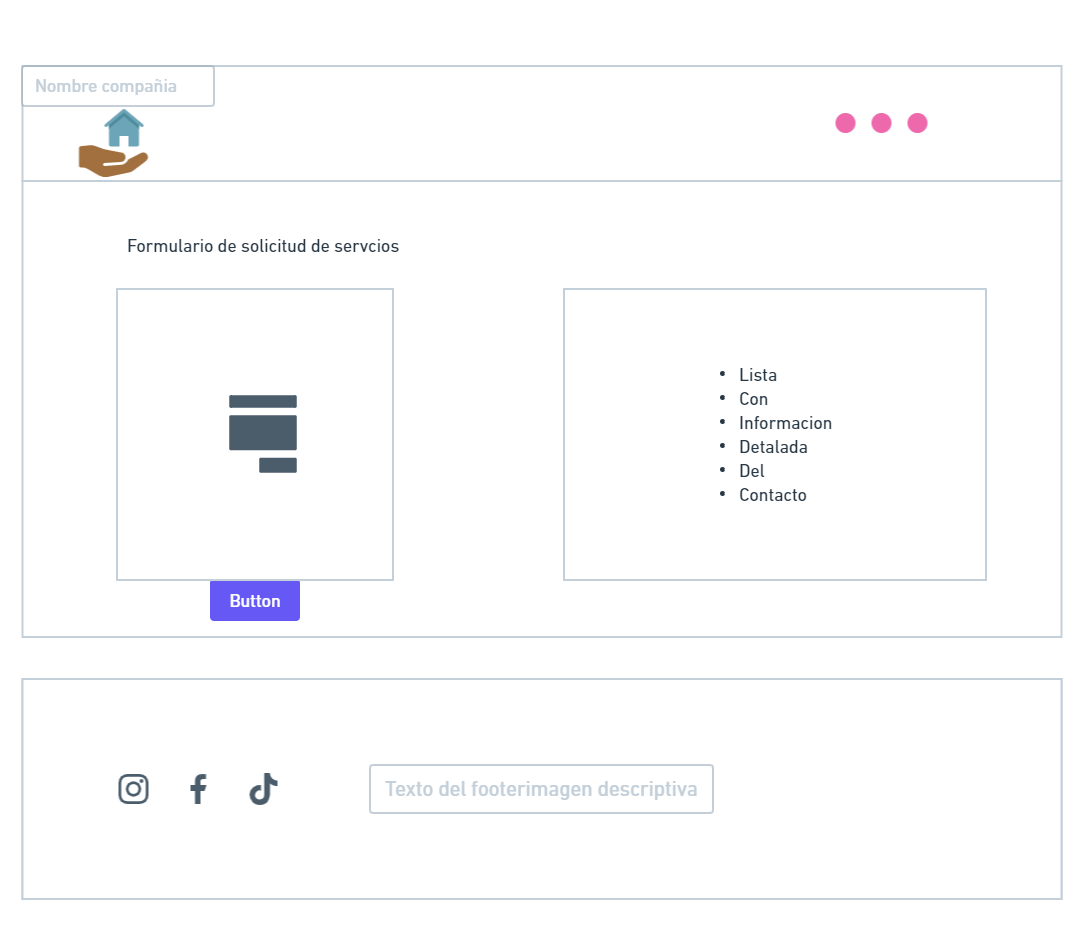 Nombre compañia
Formulario de solicitud de servcios
• Lista
• Con
• Informacion
• Detalada
• Del
• Contacto
Button
Texto del footerimagen descriptiva